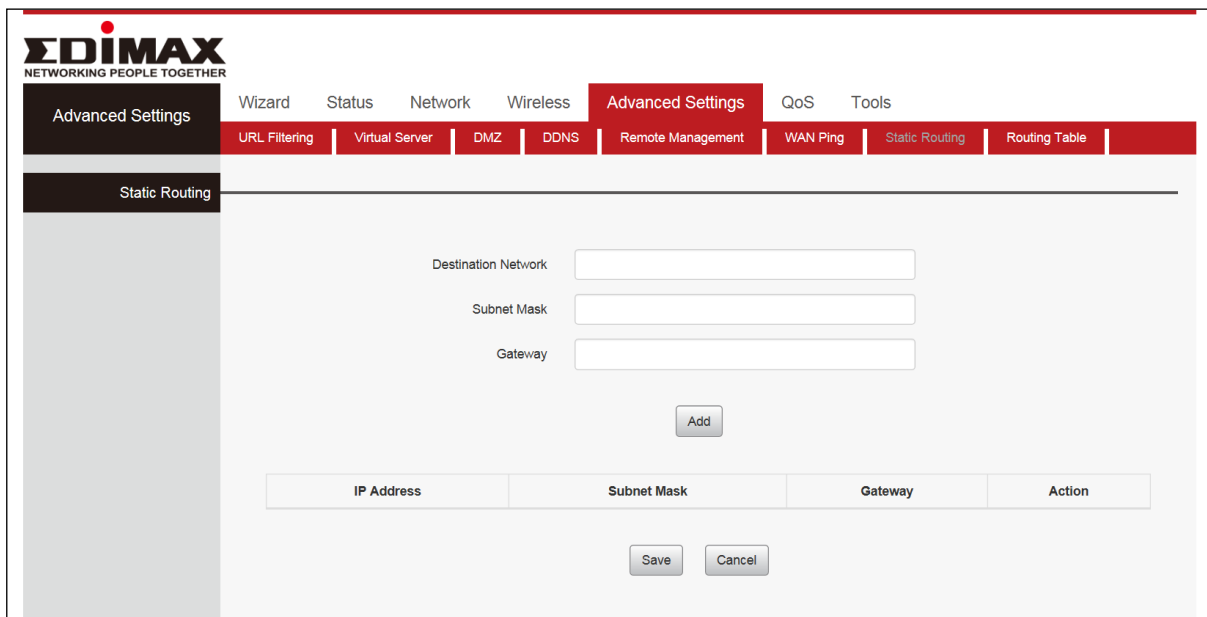 ΣDiMAX
NETWORKING PEOPLE TOGETHER
Advanced Settings
Wizard Status Network Wireless Advanced Settings QoS Tools
URL Filtering Virtual Server DMZ DDNS Remote Management WAN Ping Static Routing Routing Table
Static Routing
Destination Network
Subnet Mask
Gateway
Add
IP Address Subnet Mask Gateway Action
Save Cancel